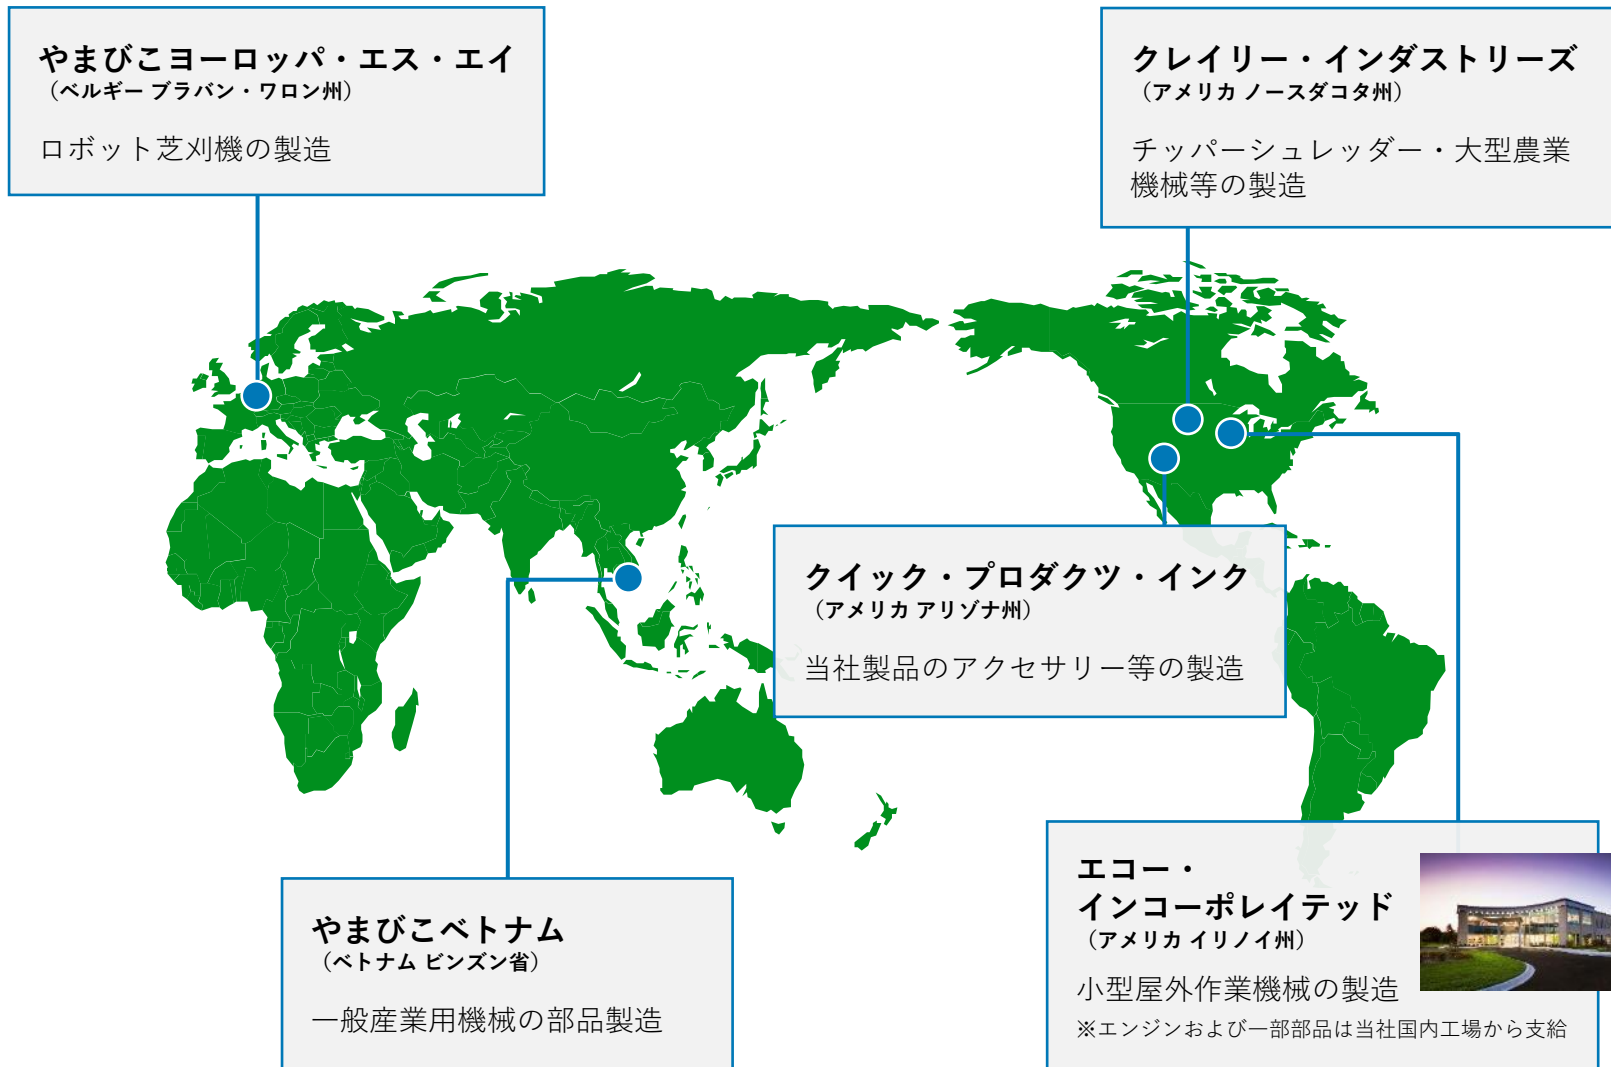 やまびこヨーロッパ・エス・エイ
（ベルギー ブラバン・ワロン州）
ロボット芝刈機の製造
クレイリー・インダストリーズ
（アメリカ ノースダコタ州）
チッパーシュレッダー・大型農業
機械等の製造
クイック・プロダクツ・インク
（アメリカ アリゾナ州）
当社製品のアクセサリー等の製造
やまびこベトナム
（ベトナム ビンズン省）
一般産業用機械の部品製造
エコー・
インコーポレイテッド
（アメリカ イリノイ州）
小型屋外作業機械の製造
※エンジンおよび一部部品は当社国内工場から支給